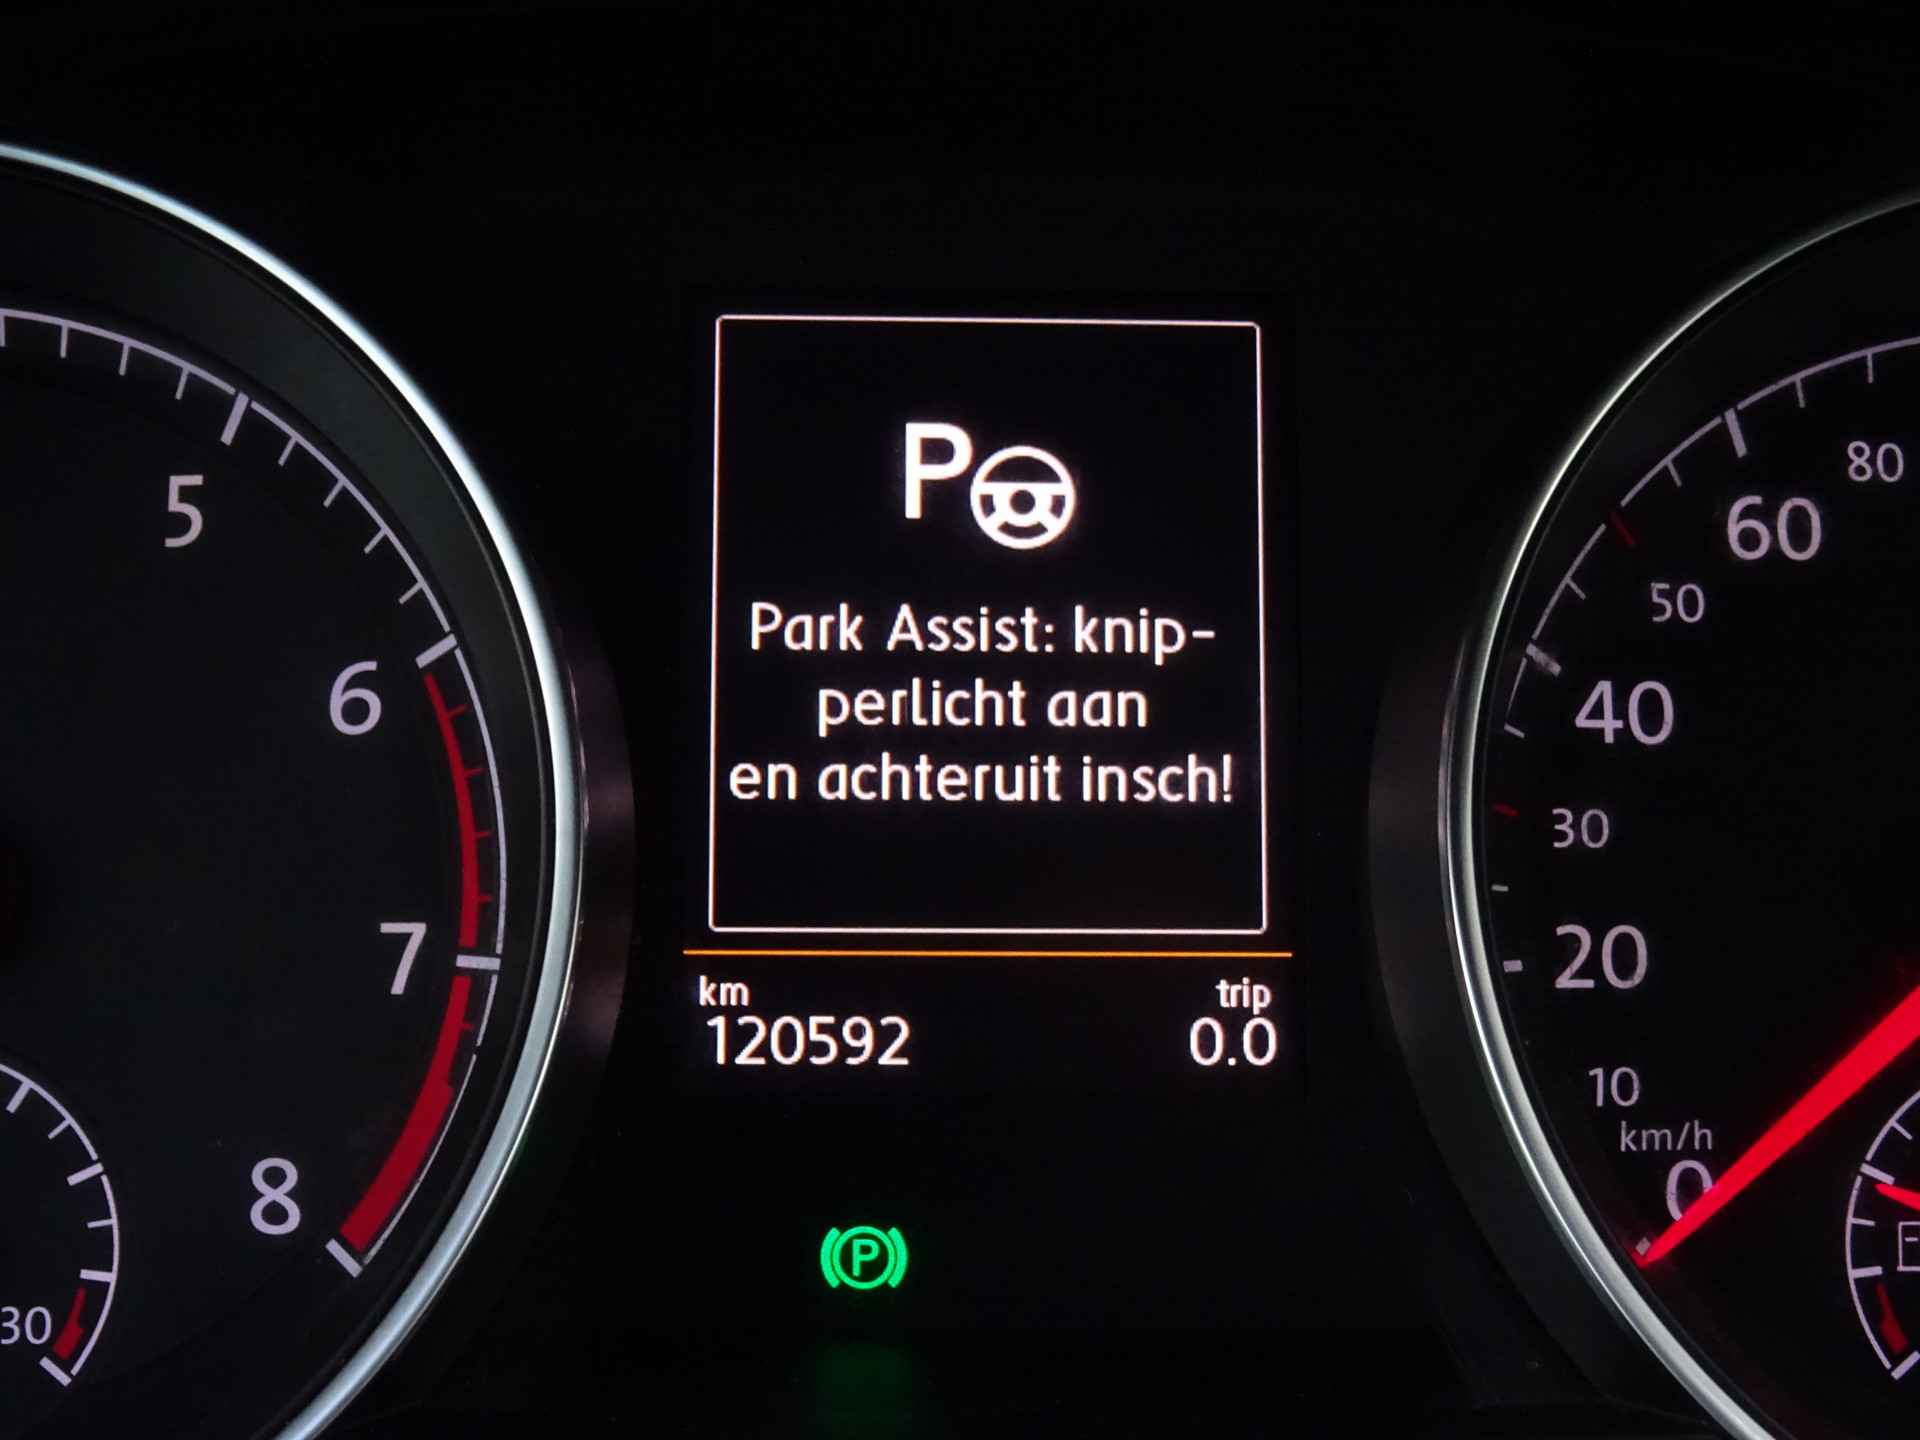 P
Park Assist: knip-
perlicht aan
en achteruit insch!
km
120592
trip
0.0
5
6
7
8
30
80
60
50
40
30
20
10
km/h
0
P